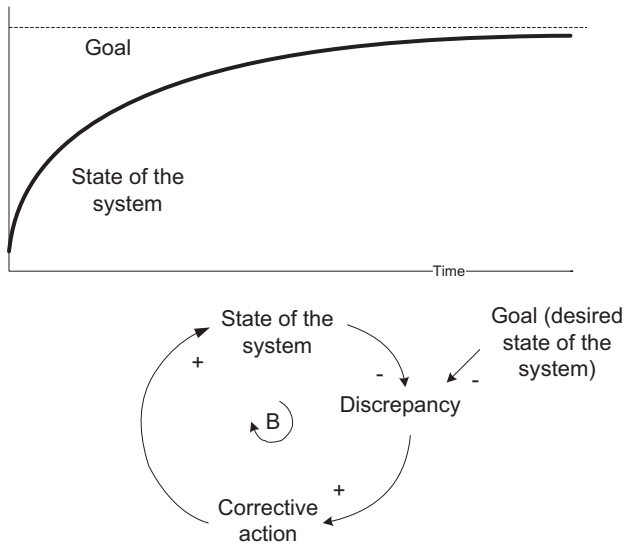 Goal
State of the
system
Time
State of the
system
Goal (desired
state of the
system)
+
-
-
Discrepancy
B
+
Corrective
action